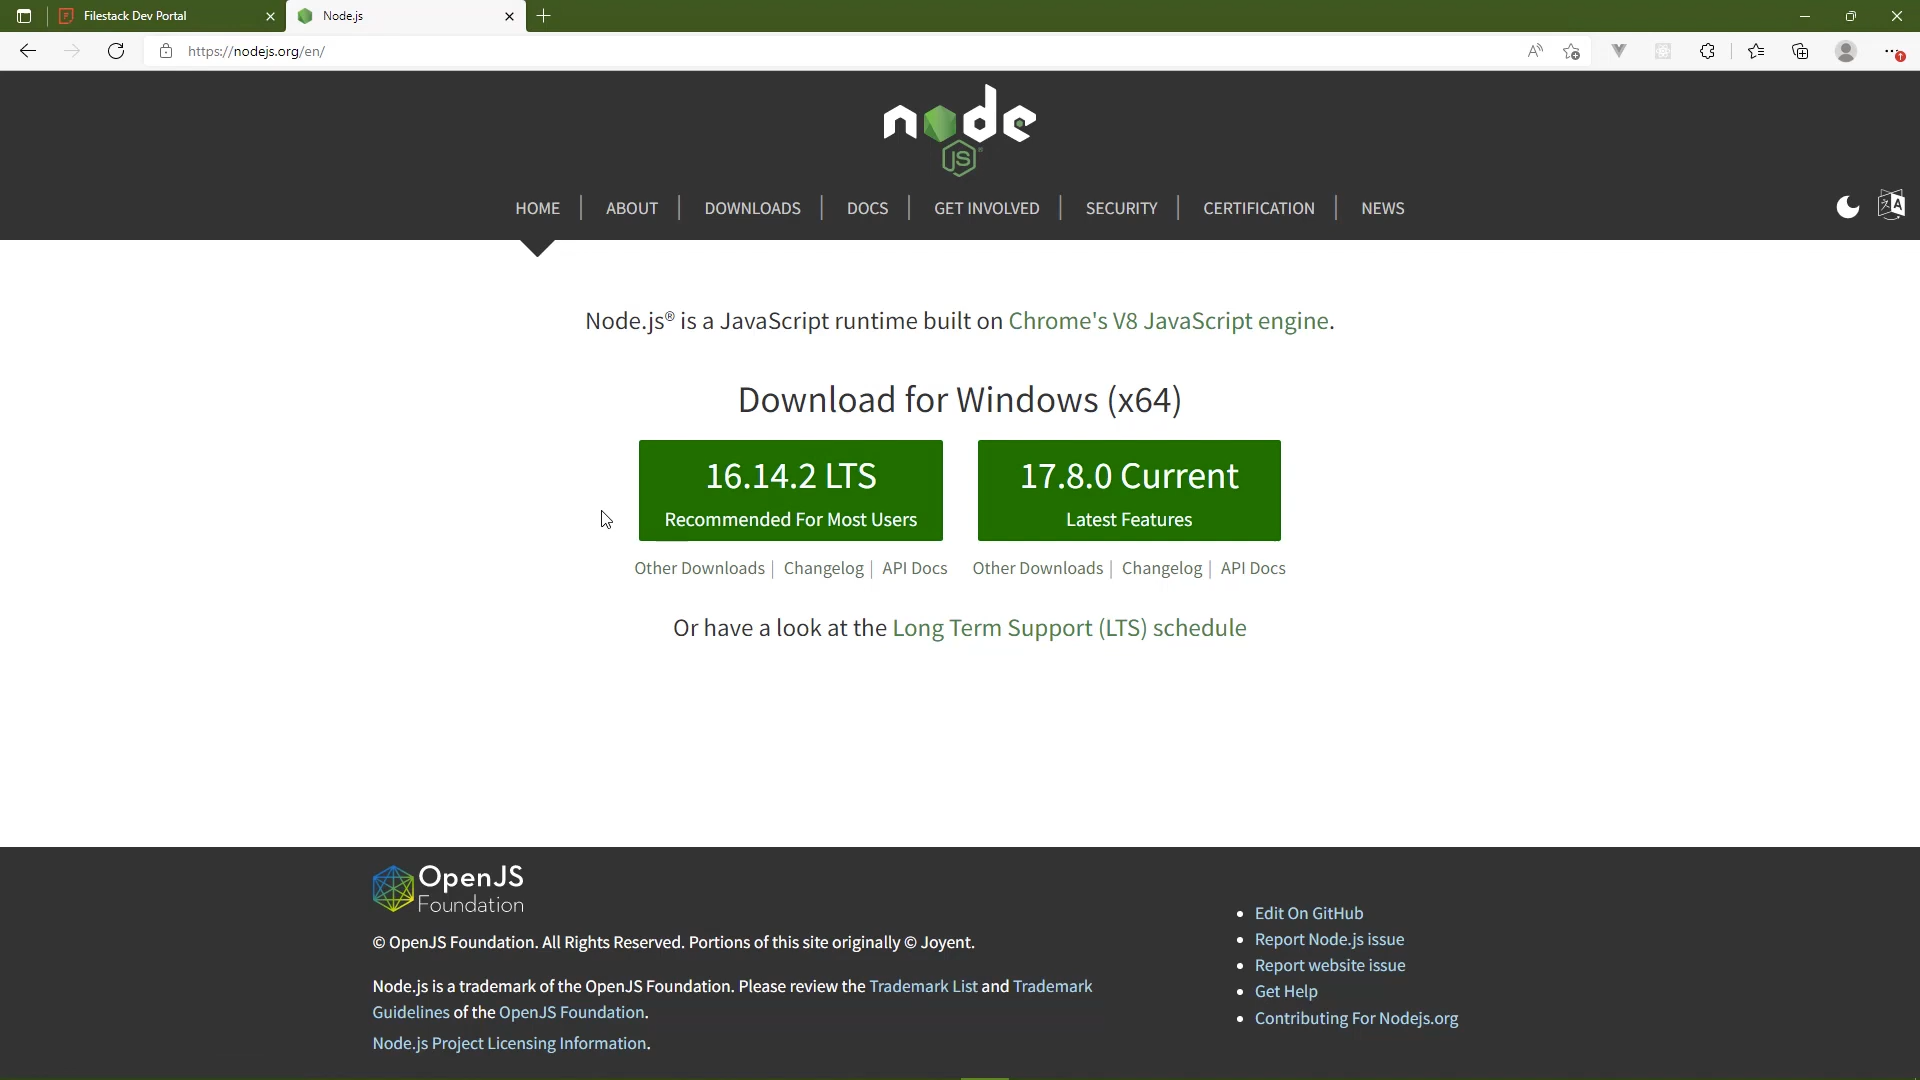 Filestack Dev Portal
Node.js
https://nodejs.org/en/
node
JS
HOME | ABOUT | DOWNLOADS | DOCS | GET INVOLVED | SECURITY | CERTIFICATION | NEWS
Node.js® is a JavaScript runtime built on Chrome's V8 JavaScript engine.
Download for Windows (x64)
16.14.2 LTS
Recommended For Most Users
17.8.0 Current
Latest Features
Other Downloads | Changelog | API Docs
Other Downloads | Changelog | API Docs
Or have a look at the Long Term Support (LTS) schedule
OpenJS
Foundation
© OpenJS Foundation. All Rights Reserved. Portions of this site originally © Joyent.
Node.js is a trademark of the OpenJS Foundation. Please review the Trademark List and Trademark
Guidelines of the OpenJS Foundation.
Node.js Project Licensing Information.
Edit On GitHub
Report Node.js issue
Report website issue
Get Help
Contributing For Nodejs.org